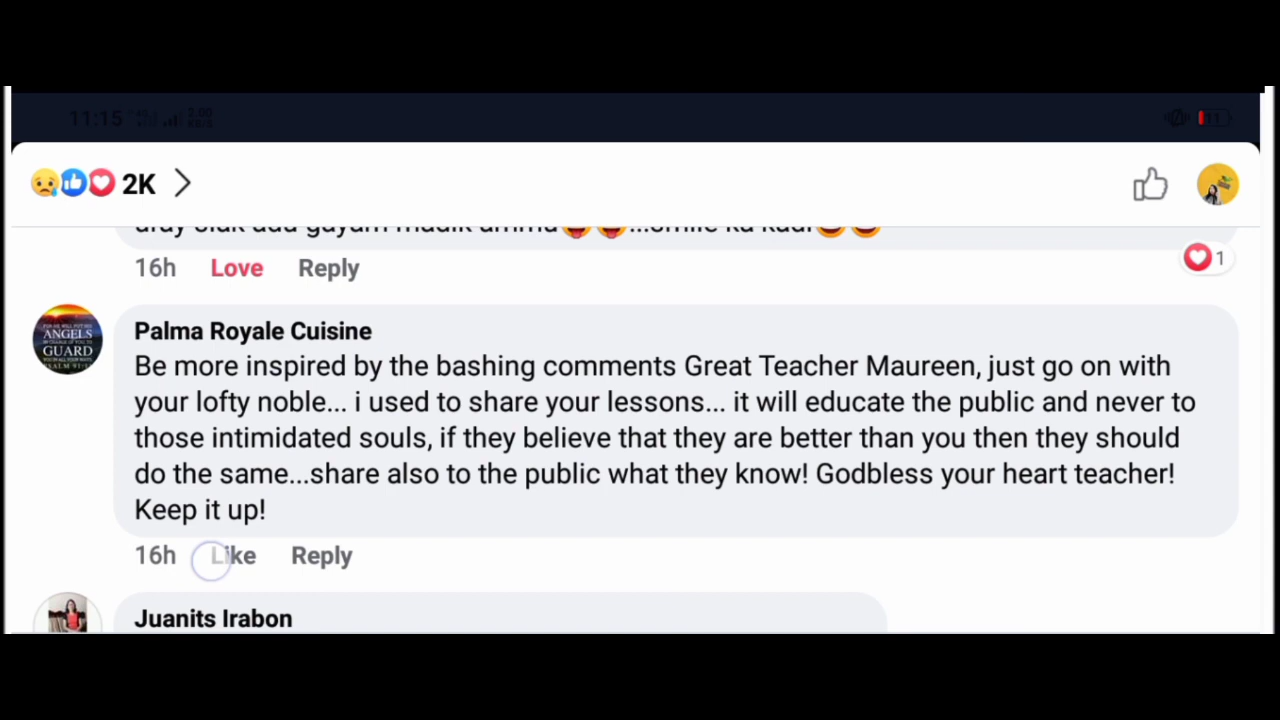 11:15
2K
16h Love Reply
1
ANGELS
GUARD
Palma Royale Cuisine
Be more inspired by the bashing comments Great Teacher Maureen, just go on with
your lofty noble... i used to share your lessons... it will educate the public and never to
those intimidated souls, if they believe that they are better than you then they should
do the same...share also to the public what they know! Godbless your heart teacher!
Keep it up!
16h Like Reply
Juanits Irabon